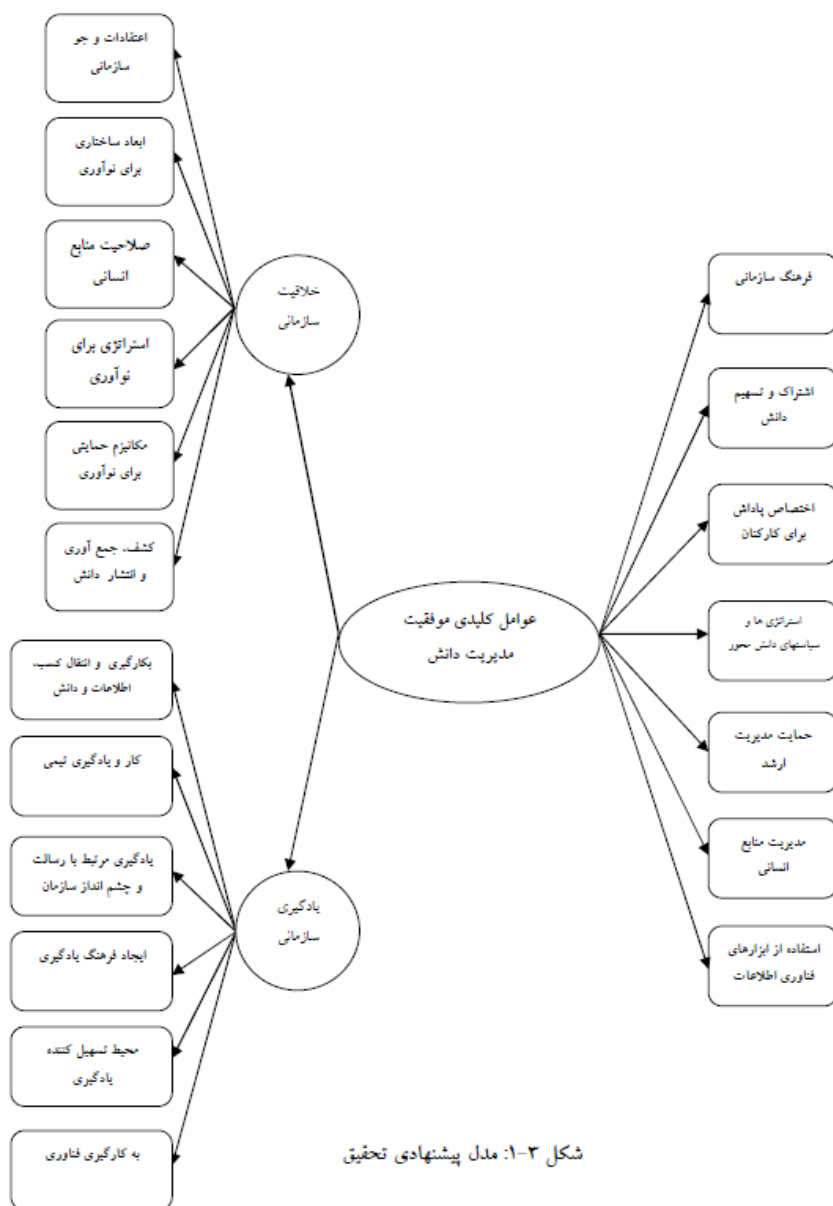 اعتقادات و جو
سازمانی
ابعاد ساختاری
برای نوآوری
صلاحیت منابع
انسانی
استراتژی برای
نوآوری
مکانیزم حمایتی
برای نوآوری
کشف، جمع آوری
و انتشار دانش
خلاقیت
سازمانی
فرهنگ سازمانی
اشتراک و تسهیم
دانش
اختصاص پاداش
برای کارکنان
استراتژی ها و
سیاستهای دانش محور
حمایت مدیریت
ارشد
مدیریت منابع
انسانی
استفاده از ابزارهای
فناوری اطلاعات
عوامل کلیدی موفقیت
مدیریت دانش
بکارگیری و انتقال کسب،
اطلاعات و دانش
کار و یادگیری تیمی
یادگیری مرتبط با رسالت
و چشم انداز سازمان
ایجاد فرهنگ یادگیری
محیط تسهیل کننده
یادگیری
به کارگیری فناوری
یادگیری
سازمانی
شکل ۳-۱: مدل پیشنهادی تحقیق